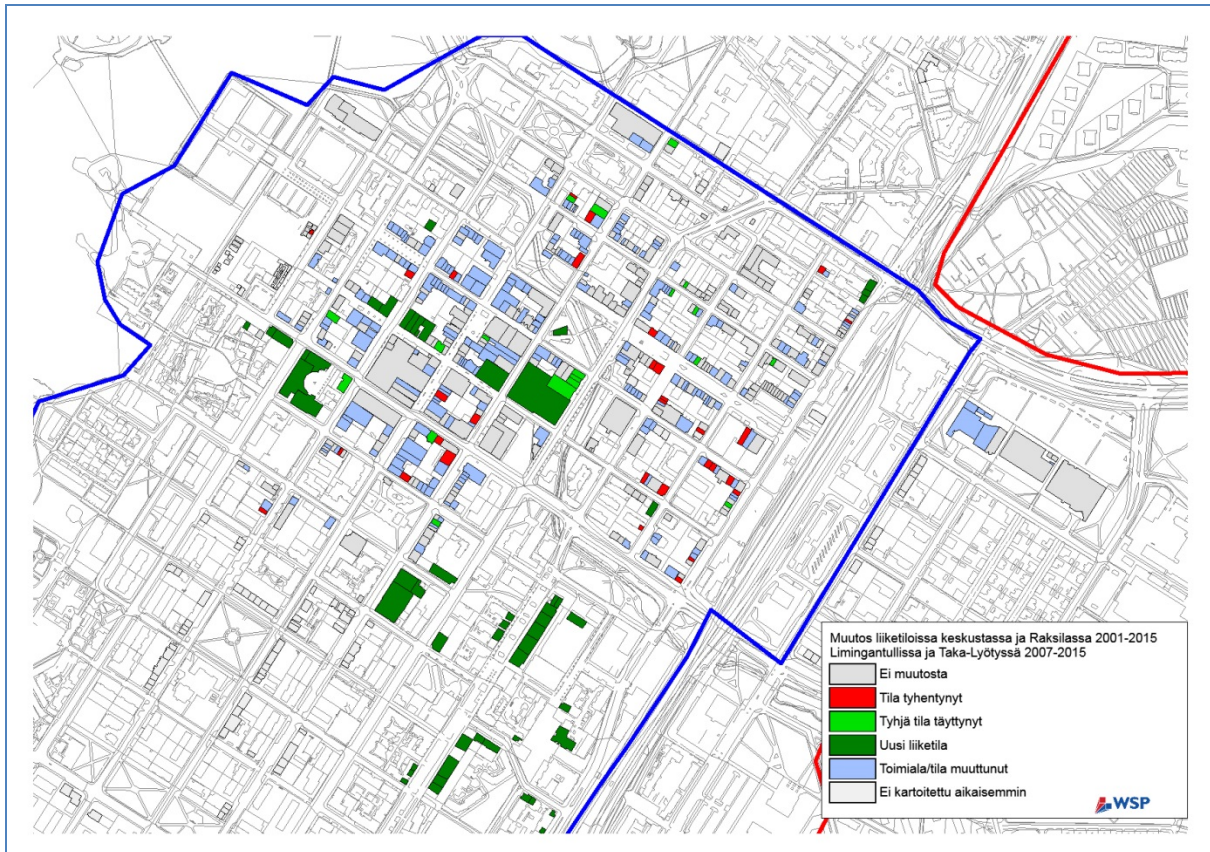 Muutos liiketiloissa keskustassa ja Raksilassa 2001-2015
Limingantullissa ja Taka-Lyötyssä 2007-2015
Ei muutosta
Tila tyhentynyt
Tyhjä tila täyttynyt
Uusi liiketila
Toimiala/tila muuttunut
Ei kartoitettu aikaisemmin
WSP